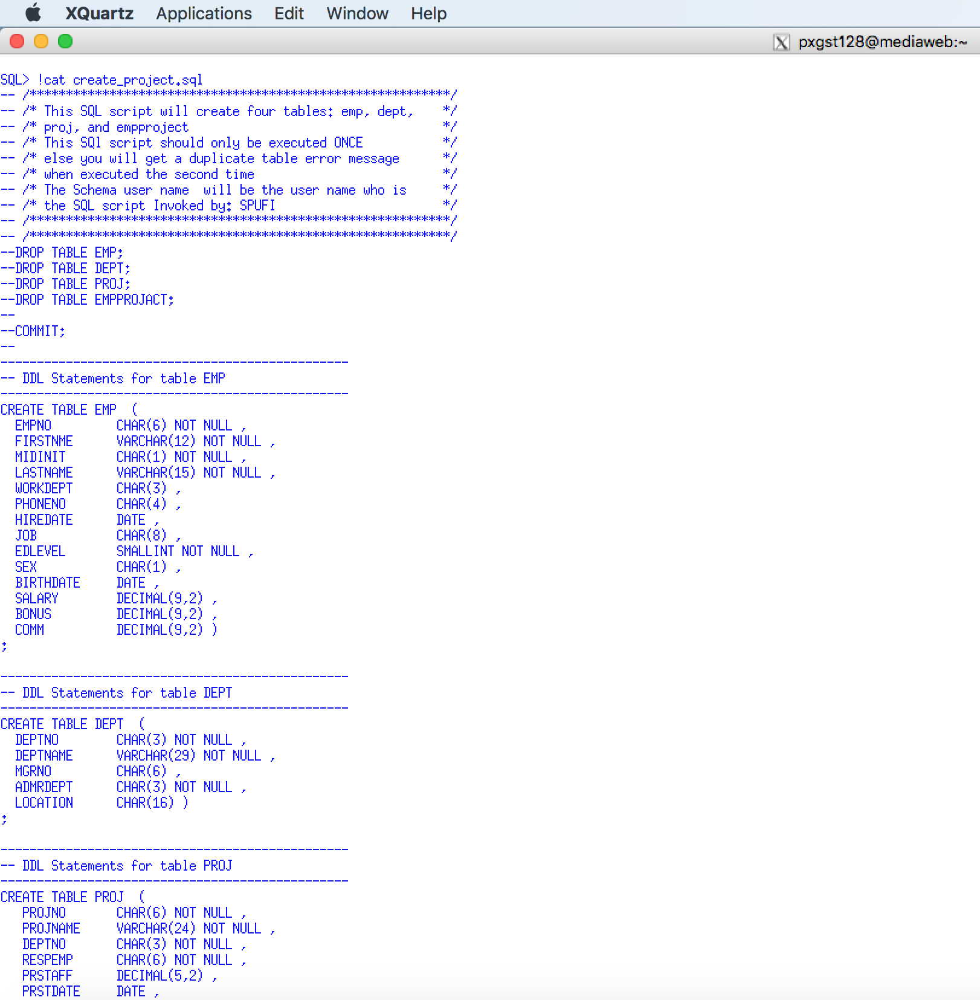 XQuartz Applications Edit Window Help
X pxgst128@mediaweb:~
SQL> !cat create_project.sql
-- /**********************************************************/
-- /* This SQL script will create four tables: emp, dept,    */
-- /* proj, and empproject                                   */
-- /* This SQl script should only be executed ONCE           */
-- /* else you will get a duplicate table error message      */
-- /* when executed the second time                          */
-- /* The Schema user name  will be the user name who is     */
-- /* the SQL script Invoked by: SPUFI                       */
-- /**********************************************************/
-- /**********************************************************/
--DROP TABLE EMP;
--DROP TABLE DEPT;
--DROP TABLE PROJ;
--DROP TABLE EMPPROJACT;
--
--COMMIT;
--
------------------------------------------------
-- DDL Statements for table EMP
------------------------------------------------
CREATE TABLE EMP  (
  EMPNO         CHAR(6) NOT NULL ,
  FIRSTNME      VARCHAR(12) NOT NULL ,
  MIDINIT       CHAR(1) NOT NULL ,
  LASTNAME      VARCHAR(15) NOT NULL ,
  WORKDEPT      CHAR(3) ,
  PHONENO       CHAR(4) ,
  HIREDATE      DATE ,
  JOB           CHAR(8) ,
  EDLEVEL       SMALLINT NOT NULL ,
  SEX           CHAR(1) ,
  BIRTHDATE     DATE ,
  SALARY        DECIMAL(9,2) ,
  BONUS         DECIMAL(9,2) ,
  COMM          DECIMAL(9,2) )
;
------------------------------------------------
-- DDL Statements for table DEPT
------------------------------------------------
CREATE TABLE DEPT  (
  DEPTNO        CHAR(3) NOT NULL ,
  DEPTNAME      VARCHAR(29) NOT NULL ,
  MGRNO         CHAR(6) ,
  ADMRDEPT      CHAR(3) NOT NULL ,
  LOCATION      CHAR(16) )
;
------------------------------------------------
-- DDL Statements for table PROJ
------------------------------------------------
CREATE TABLE PROJ  (
   PROJNO       CHAR(6) NOT NULL ,
   PROJNAME     VARCHAR(24) NOT NULL ,
   DEPTNO       CHAR(3) NOT NULL ,
   RESPEMP      CHAR(6) NOT NULL ,
   PRSTAFF      DECIMAL(5,2) ,
   PRSTDATE     DATE ,